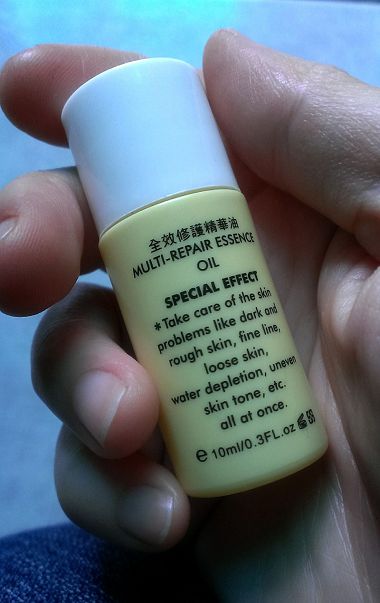 全效修護精華油
MULTI-REPAIR ESSENCE
OIL
SPECIAL EFFECT
*Take care of the skin
problems like dark and
rough skin, fine line,
loose skin,
water depletion, uneven
skin tone, etc.
all at once.
e 10ml/0.3FL.oz